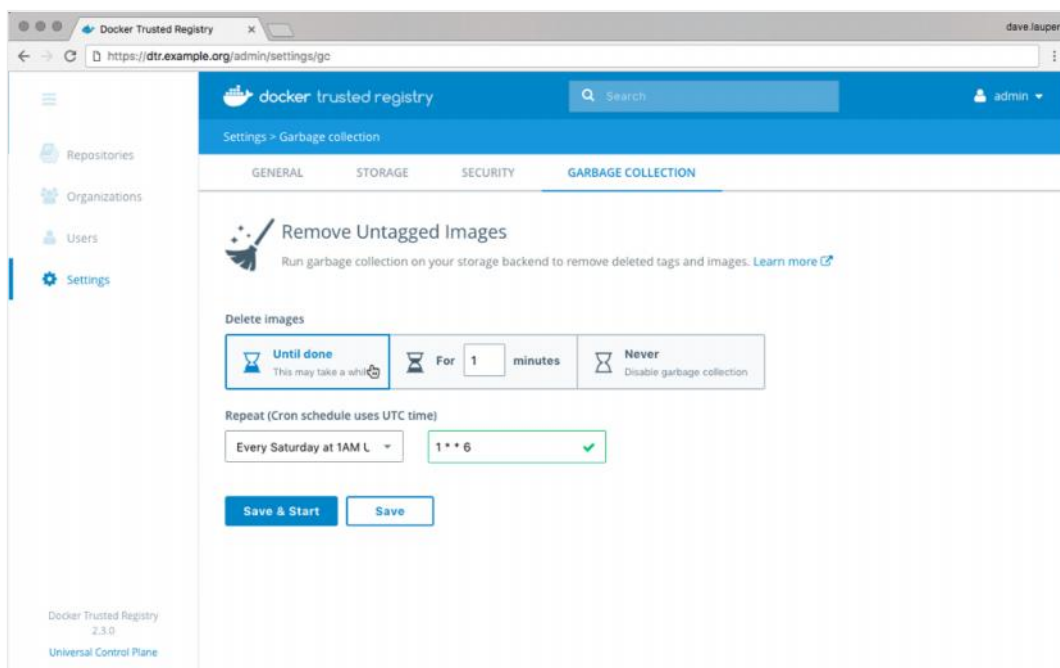 Docker Trusted Registry
dave.lauper
https://dtr.example.org/admin/settings/gc
docker trusted registry
Search
admin
Settings > Garbage collection
Repositories
Organizations
Users
Settings
GENERAL STORAGE SECURITY GARBAGE COLLECTION
Remove Untagged Images
Run garbage collection on your storage backend to remove deleted tags and images. Learn more
Delete images
Until done
This may take a while
For 1 minutes
Never
Disable garbage collection
Repeat (Cron schedule uses UTC time)
Every Saturday at 1AM U
1 * * 6
Save & Start Save
Docker Trusted Registry
2.3.0
Universal Control Plane